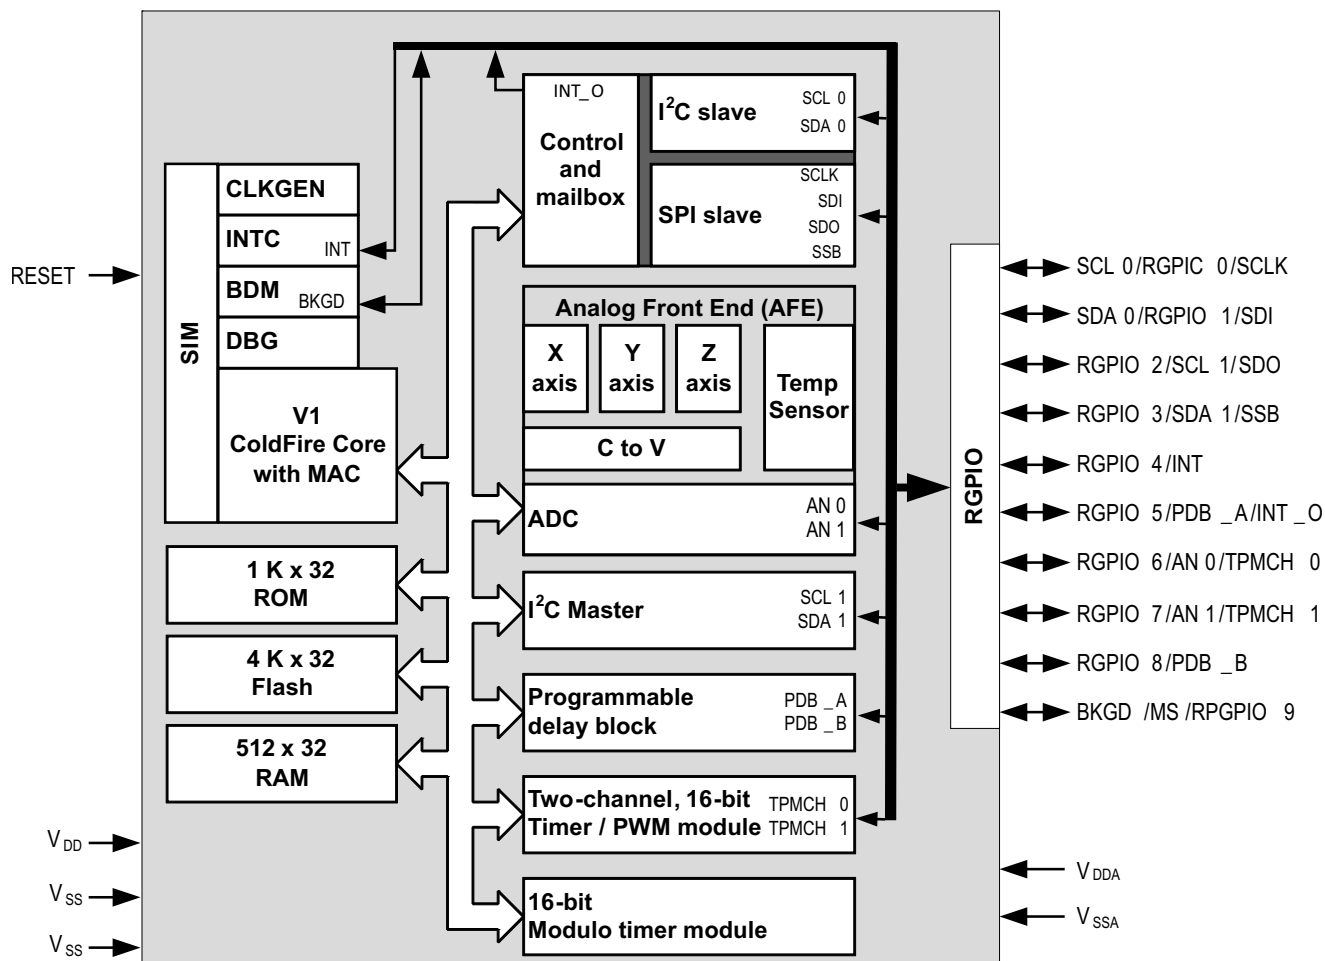 INT_O
Control
and
mailbox
I²C slave
SCL 0
SDA 0
SPI slave
SCLK
SDI
SDO
SSB
SIM
CLKGEN
INTC
INT
BDM
BKGD
DBG
V1
ColdFire Core
with MAC
RESET
Analog Front End (AFE)
X
axis
Y
axis
Z
axis
Temp
Sensor
C to V
ADC
AN 0
AN 1
1 K x 32
ROM
I²C Master
SCL 1
SDA 1
4 K x 32
Flash
Programmable
delay block
PDB _A
PDB _B
512 x 32
RAM
Two-channel, 16-bit
Timer / PWM module
TPMCH 0
TPMCH 1
16-bit
Modulo timer module
RGPIO
SCL 0/RGPIC 0/SCLK
SDA 0/RGPIO 1/SDI
RGPIO 2/SCL 1/SDO
RGPIO 3/SDA 1/SSB
RGPIO 4/INT
RGPIO 5/PDB _A/INT _O
RGPIO 6/AN 0/TPMCH 0
RGPIO 7/AN 1/TPMCH 1
RGPIO 8/PDB _B
BKGD /MS /RPGPIO 9
VDD
VSS
VSS
VDDA
VSSA